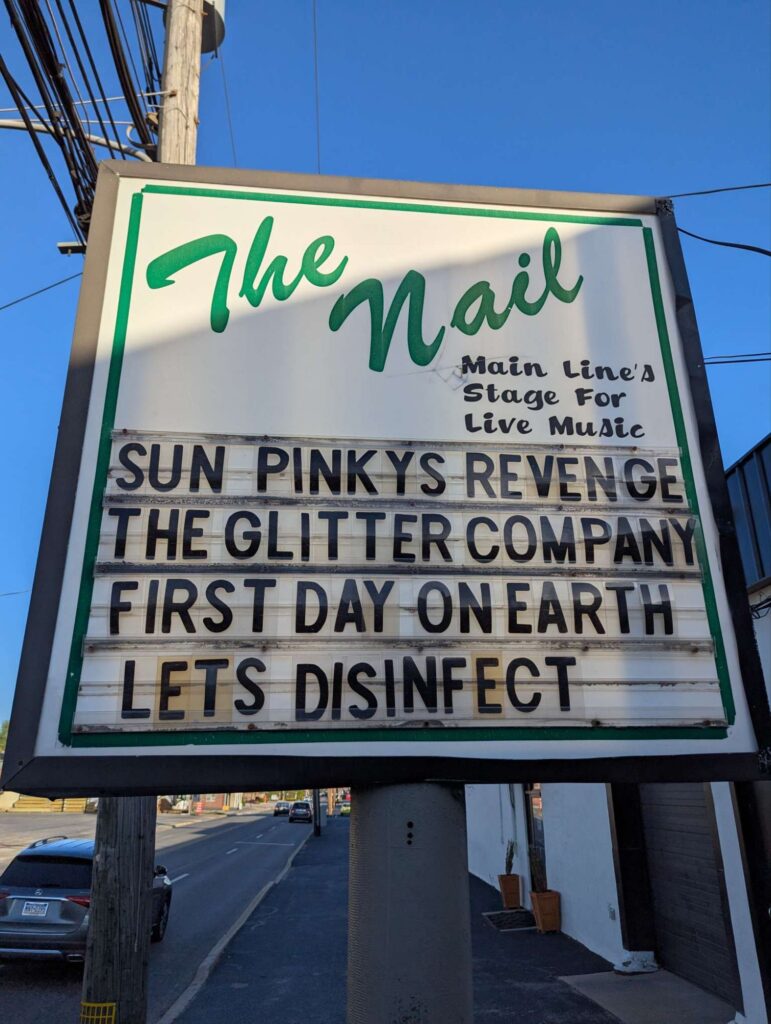 The Nail
Main Line's
Stage For
Live Music
SUN PINKYS REVENGE
THE GLITTER COMPANY
FIRST DAY ON EARTH
LETS DISINFECT